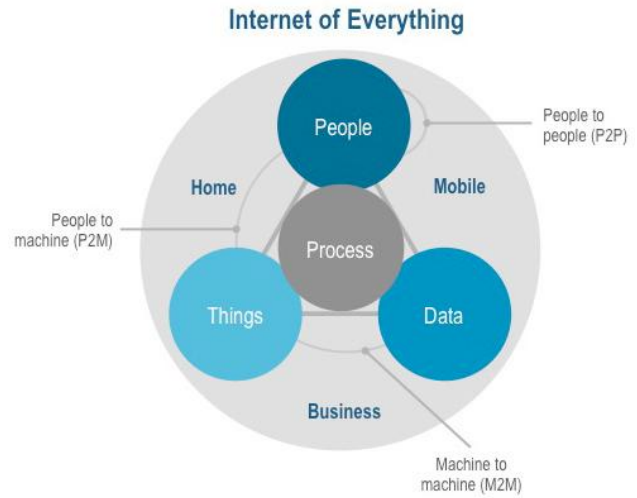 Internet of Everything
People
People to
people (P2P)
Home
Mobile
People to
machine (P2M)
Process
Things
Data
Business
Machine to
machine (M2M)